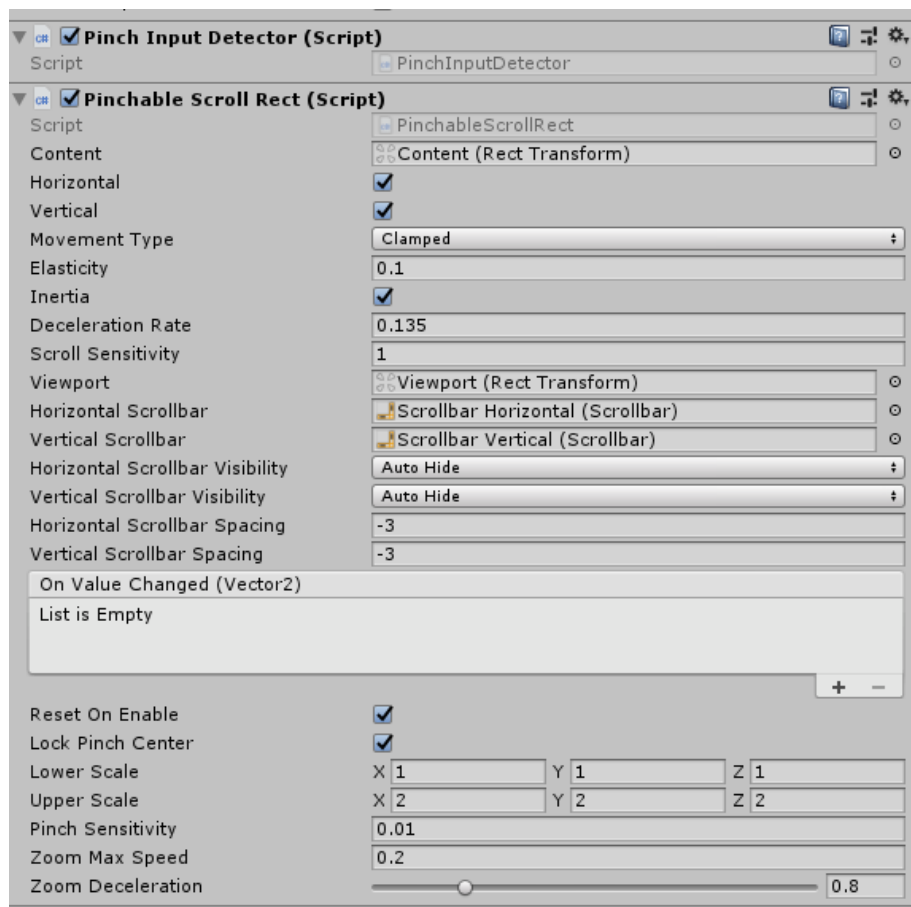 Pinch Input Detector (Script)
Script PinchInputDetector
Pinchable Scroll Rect (Script)
Script PinchableScrollRect
Content Content (Rect Transform)
Horizontal
Vertical
Movement Type Clamped
Elasticity 0.1
Inertia
Deceleration Rate 0.135
Scroll Sensitivity 1
Viewport Viewport (Rect Transform)
Horizontal Scrollbar Scrollbar Horizontal (Scrollbar)
Vertical Scrollbar Scrollbar Vertical (Scrollbar)
Horizontal Scrollbar Visibility Auto Hide
Vertical Scrollbar Visibility Auto Hide
Horizontal Scrollbar Spacing -3
Vertical Scrollbar Spacing -3
On Value Changed (Vector2)
List is Empty
+ −
Reset On Enable
Lock Pinch Center
Lower Scale X 1 Y 1 Z 1
Upper Scale X 2 Y 2 Z 2
Pinch Sensitivity 0.01
Zoom Max Speed 0.2
Zoom Deceleration 0.8